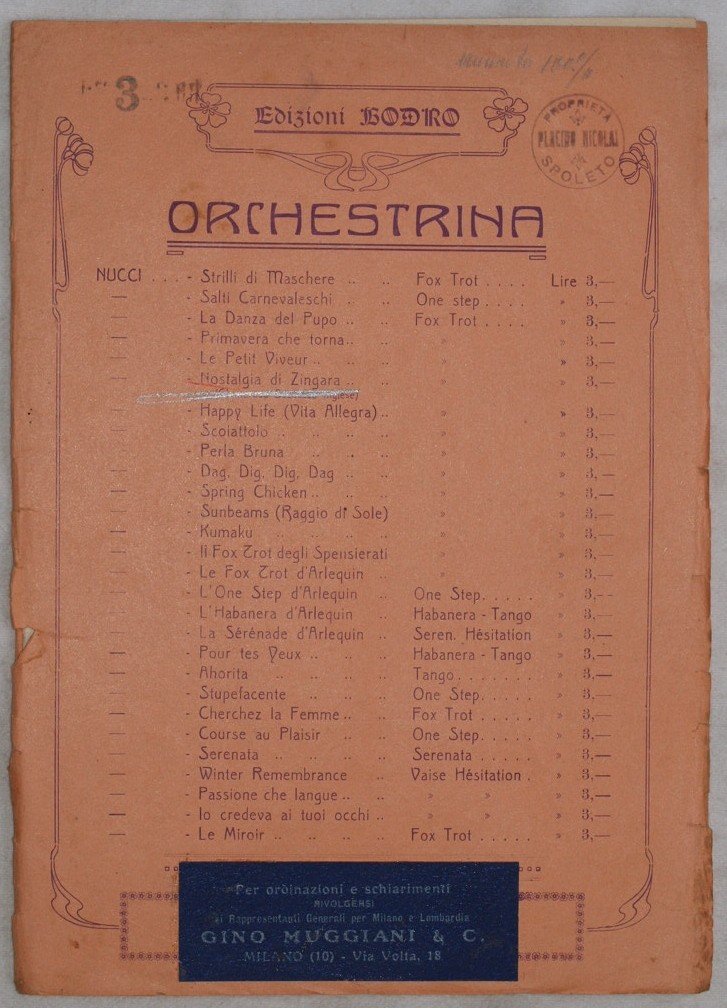 3
Edizioni BODRO
PROPRIETÀ
PLACIDO NICOLAI
SPOLETO
ORCHESTRINA
NUCCI . . . - Strilli di Maschere .. .. Fox Trot . . . . Lire 3,—
— - Salti Carnevaleschi .. .. One step . . . . » 3,—
— - La Danza del Pupo .. .. Fox Trot . . . . » 3,—
— - Primavera che torna .. .. » » 3,—
— - Le Petit Viveur .. .. .. » » 3,—
— - Nostalgia di Zingara .. .. » » 3,—
— - Happy Life (Vita Allegra) .. » » 3,—
— - Scoiattolo .. .. .. .. » » 3,—
— - Perla Bruna .. .. .. » » 3,—
— - Dag, Dig, Dig, Dag .. .. » » 3,—
— - Spring Chicken .. .. .. » » 3,—
— - Sunbeams (Raggio di Sole) » » 3,—
— - Kumaku .. .. .. .. » » 3,—
— - Il Fox Trot degli Spensierati » » 3,—
— - Le Fox Trot d'Arlequin .. » » 3,—
— - L'One Step d'Arlequin .. One Step. . . . . » 3,—
— - L'Habanera d'Arlequin .. Habanera - Tango » 3,—
— - La Sérénade d'Arlequin .. Seren. Hésitation » 3,—
— - Pour tes Yeux .. .. .. Habanera - Tango » 3,—
— - Ahorita .. .. .. .. Tango . . . . . . . » 3,—
— - Stupefacente .. .. .. One Step. . . . . » 3,—
— - Cherchez la Femme .. .. Fox Trot . . . . . » 3,—
— - Course au Plaisir .. .. One Step. . . . . » 3,—
— - Serenata .. .. .. .. Serenata . . . . . » 3,—
— - Winter Remembrance .. Valse Hésitation . » 3,—
— - Passione che langue .. .. » » » 3,—
— - Io credeva ai tuoi occhi .. » » » 3,—
— - Le Miroir .. .. .. .. Fox Trot . . . . . » 3,—
Per ordinazioni e schiarimenti
RIVOLGERSI
ai Rappresentanti Generali per Milano e Lombardia
GINO MUGGIANI & C.
MILANO (10) - Via Volta, 18